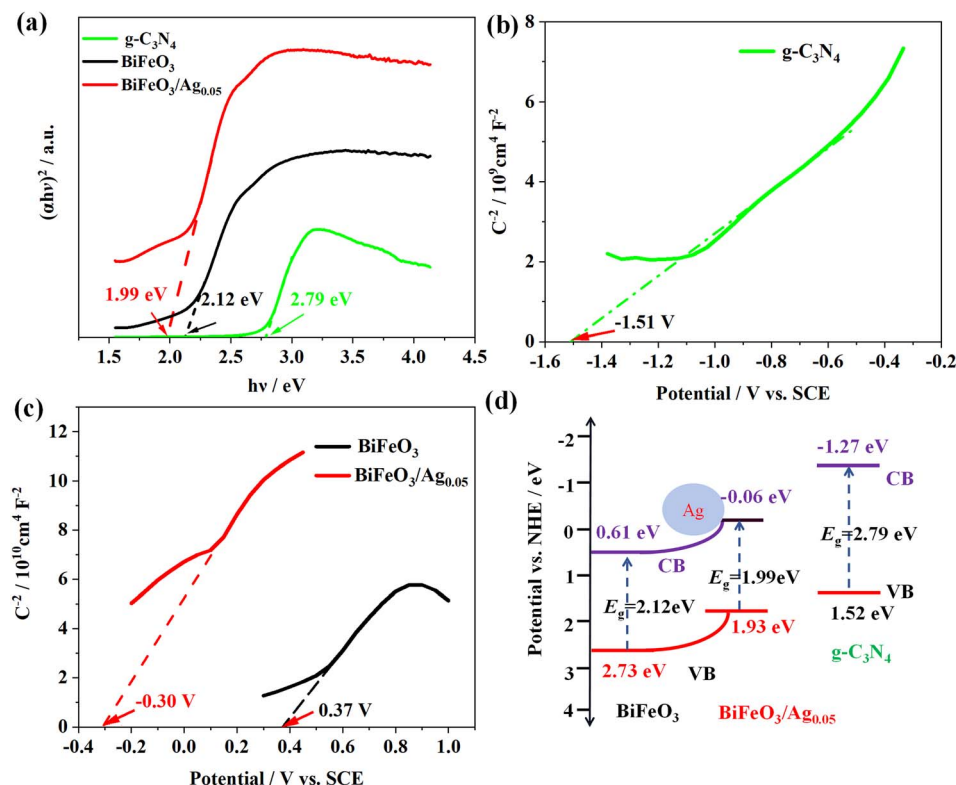 (a)
g-C₃N₄
BiFeO₃
BiFeO₃/Ag₀.₀₅
(αhν)² / a.u.
1.99 eV
2.12 eV
2.79 eV
1.5 2.0 2.5 3.0 3.5 4.0 4.5
hν / eV
(b)
g-C₃N₄
C⁻² / 10⁹cm⁴ F⁻²
8
6
4
2
0
-1.51 V
-1.6 -1.4 -1.2 -1.0 -0.8 -0.6 -0.4 -0.2
Potential / V vs. SCE
(c)
BiFeO₃
BiFeO₃/Ag₀.₀₅
C⁻² / 10¹⁰cm⁴ F⁻²
12
10
8
6
4
2
0
-0.30 V
0.37 V
-0.4 -0.2 0.0 0.2 0.4 0.6 0.8 1.0
Potential / V vs. SCE
(d)
Potential vs. NHE / eV
-2
-1
0
1
2
3
4
-1.27 eV
CB
-0.06 eV
Ag
0.61 eV
CB
Eg=2.79 eV
Eg=1.99eV
Eg=2.12eV
VB
1.52 eV
1.93 eV
2.73 eV
VB
g-C₃N₄
BiFeO₃
BiFeO₃/Ag₀.₀₅